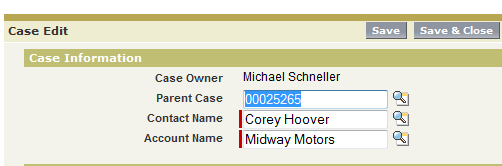 Case Edit Save Save & Close
Case Information
Case Owner Michael Schneller
Parent Case 00025265
Contact Name Corey Hoover
Account Name Midway Motors